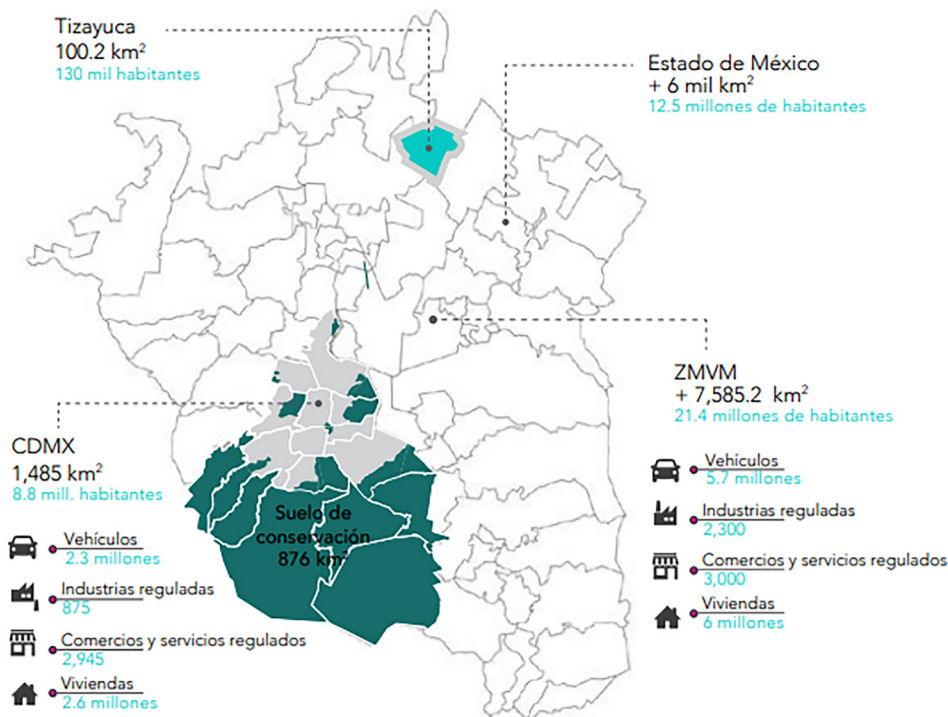 Tizayuca
100.2 km²
130 mil habitantes
Estado de México
+ 6 mil km²
12.5 millones de habitantes
ZMVM
+ 7,585.2 km²
21.4 millones de habitantes
Vehículos
5.7 millones
Industrias reguladas
2,300
Comercios y servicios regulados
3,000
Viviendas
6 millones
CDMX
1,485 km²
8.8 mill. habitantes
Vehículos
2.3 millones
Industrias reguladas
875
Comercios y servicios regulados
2,945
Viviendas
2.6 millones
Suelo de
conservación
876 km²